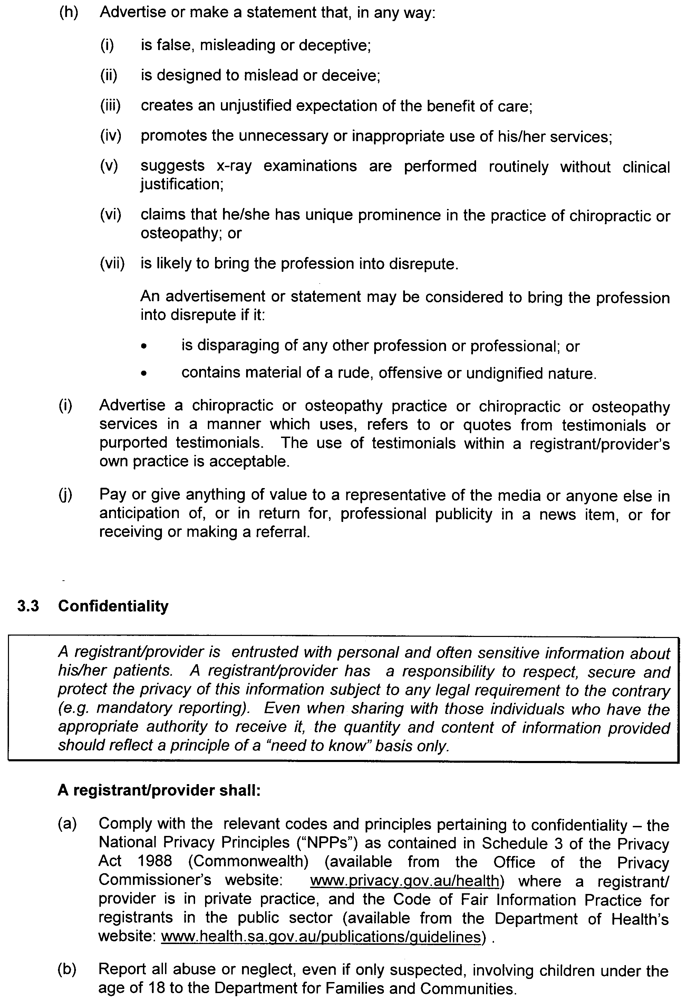 (h) Advertise or make a statement that, in any way:
(i) is false, misleading or deceptive;
(ii) is designed to mislead or deceive;
(iii) creates an unjustified expectation of the benefit of care;
(iv) promotes the unnecessary or inappropriate use of his/her services;
(v) suggests x-ray examinations are performed routinely without clinical
justification;
(vi) claims that he/she has unique prominence in the practice of chiropractic or
osteopathy; or
(vii) is likely to bring the profession into disrepute.
An advertisement or statement may be considered to bring the profession
into disrepute if it:
• is disparaging of any other profession or professional; or
• contains material of a rude, offensive or undignified nature.
(i) Advertise a chiropractic or osteopathy practice or chiropractic or osteopathy
services in a manner which uses, refers to or quotes from testimonials or
purported testimonials. The use of testimonials within a registrant/provider's
own practice is acceptable.
(j) Pay or give anything of value to a representative of the media or anyone else in
anticipation of, or in return for, professional publicity in a news item, or for
receiving or making a referral.
3.3 Confidentiality
A registrant/provider is entrusted with personal and often sensitive information about
his/her patients. A registrant/provider has a responsibility to respect, secure and
protect the privacy of this information subject to any legal requirement to the contrary
(e.g. mandatory reporting). Even when sharing with those individuals who have the
appropriate authority to receive it, the quantity and content of information provided
should reflect a principle of a “need to know” basis only.
A registrant/provider shall:
(a) Comply with the relevant codes and principles pertaining to confidentiality – the
National Privacy Principles (“NPPs”) as contained in Schedule 3 of the Privacy
Act 1988 (Commonwealth) (available from the Office of the Privacy
Commissioner's website: www.privacy.gov.au/health) where a registrant/
provider is in private practice, and the Code of Fair Information Practice for
registrants in the public sector (available from the Department of Health's
website: www.health.sa.gov.au/publications/guidelines) .
(b) Report all abuse or neglect, even if only suspected, involving children under the
age of 18 to the Department for Families and Communities.